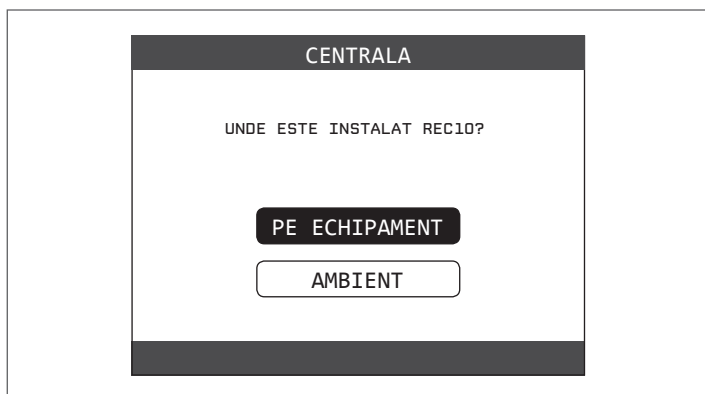 CENTRALA
UNDE ESTE INSTALAT REC10?
PE ECHIPAMENT
AMBIENT